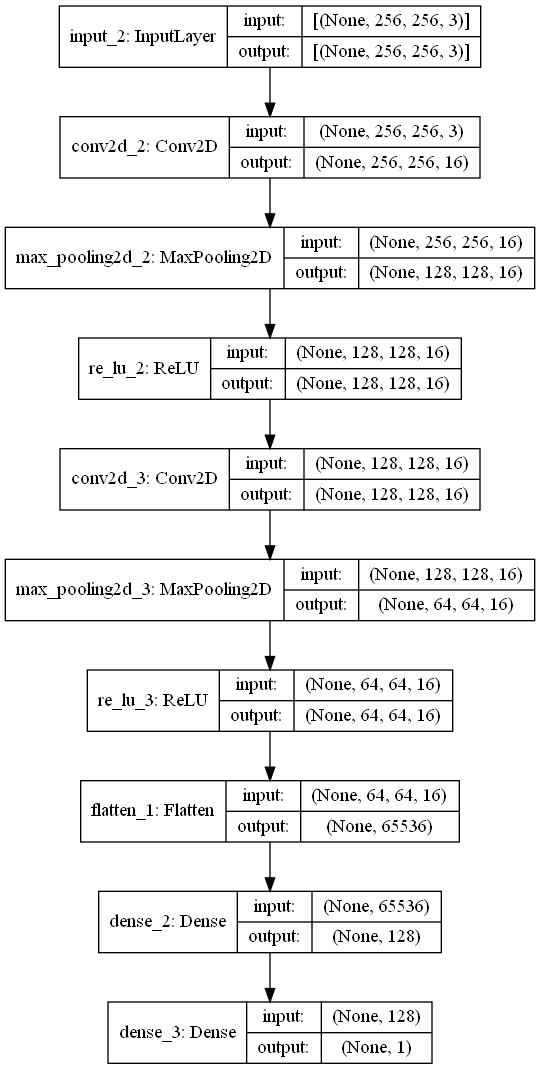 input_2: InputLayer
input:
[(None, 256, 256, 3)]
output:
[(None, 256, 256, 3)]
conv2d_2: Conv2D
input:
(None, 256, 256, 3)
output:
(None, 256, 256, 16)
max_pooling2d_2: MaxPooling2D
input:
(None, 256, 256, 16)
output:
(None, 128, 128, 16)
re_lu_2: ReLU
input:
(None, 128, 128, 16)
output:
(None, 128, 128, 16)
conv2d_3: Conv2D
input:
(None, 128, 128, 16)
output:
(None, 128, 128, 16)
max_pooling2d_3: MaxPooling2D
input:
(None, 128, 128, 16)
output:
(None, 64, 64, 16)
re_lu_3: ReLU
input:
(None, 64, 64, 16)
output:
(None, 64, 64, 16)
flatten_1: Flatten
input:
(None, 64, 64, 16)
output:
(None, 65536)
dense_2: Dense
input:
(None, 65536)
output:
(None, 128)
dense_3: Dense
input:
(None, 128)
output:
(None, 1)